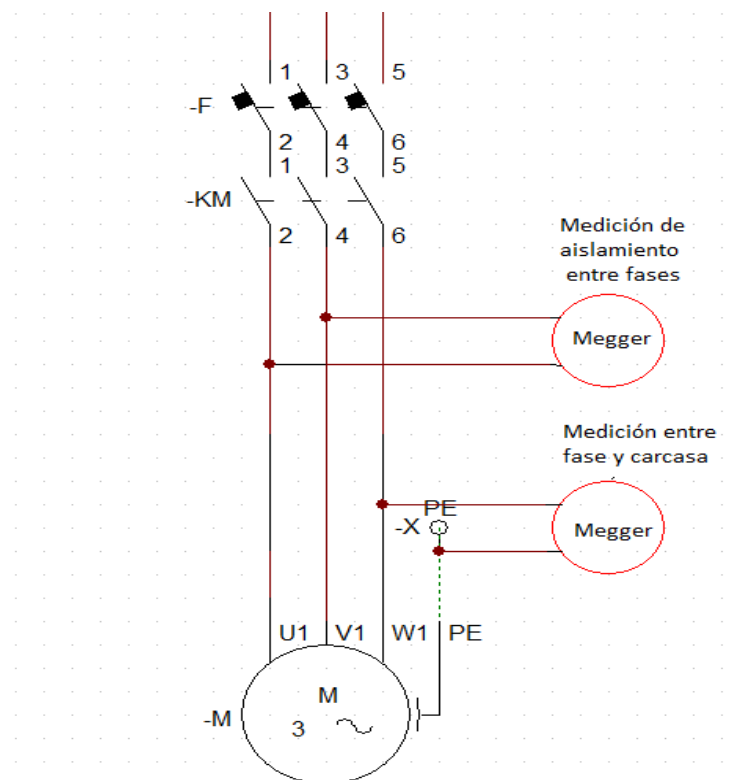 1 3 5
-F
2 4 6
1 3 5
-KM
2 4 6
Medición de
aislamiento
entre fases
Megger
Medición entre
fase y carcasa
PE
-X
Megger
U1 V1 W1 PE
M
-M
3